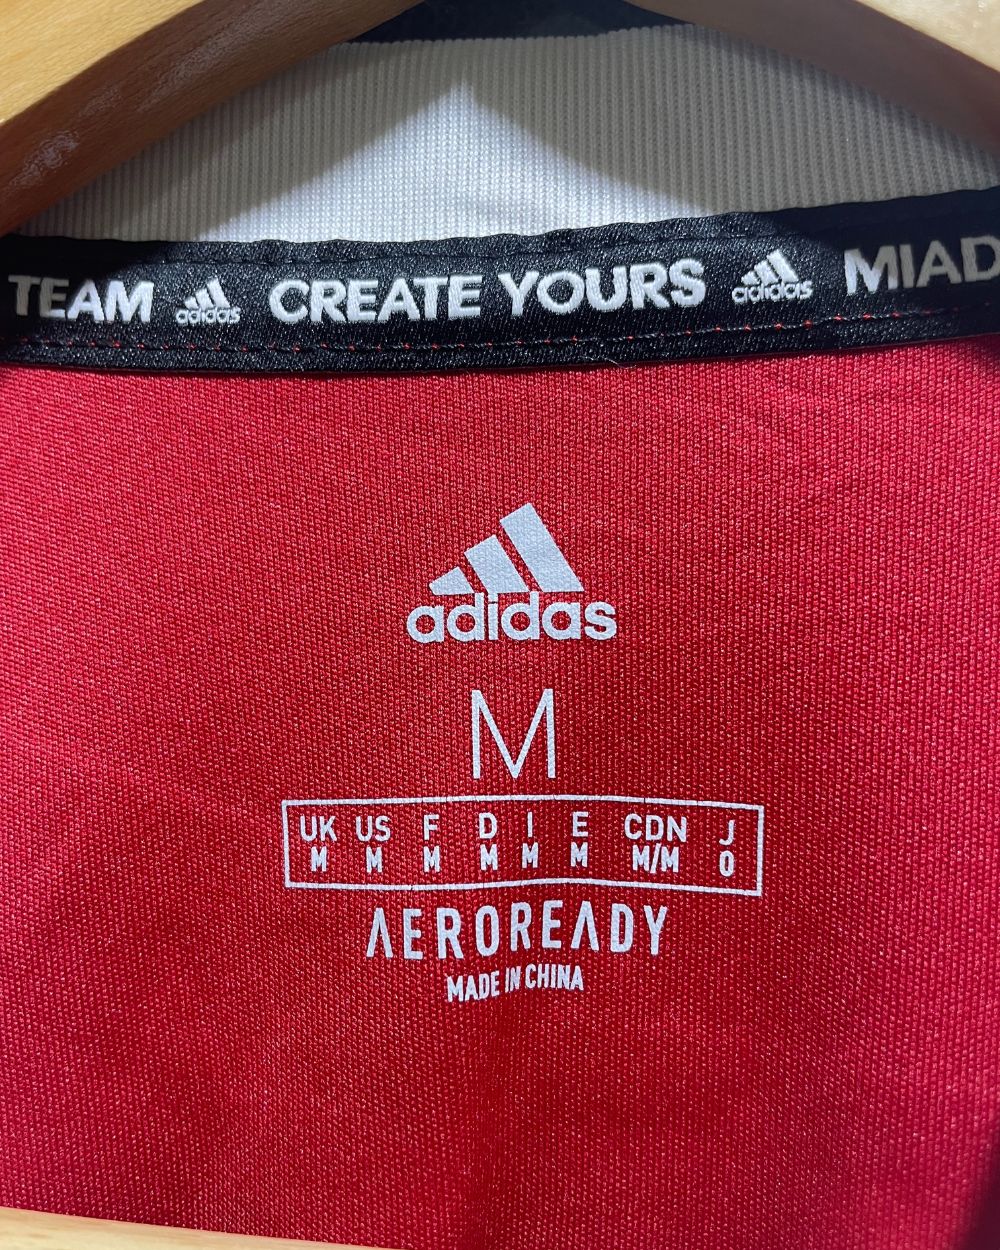 TEAM adidas CREATE YOURS adidas MIAD
adidas
M
UK US F D I E CDN J
M M M M M M M/M O
AEROREADY
MADE IN CHINA